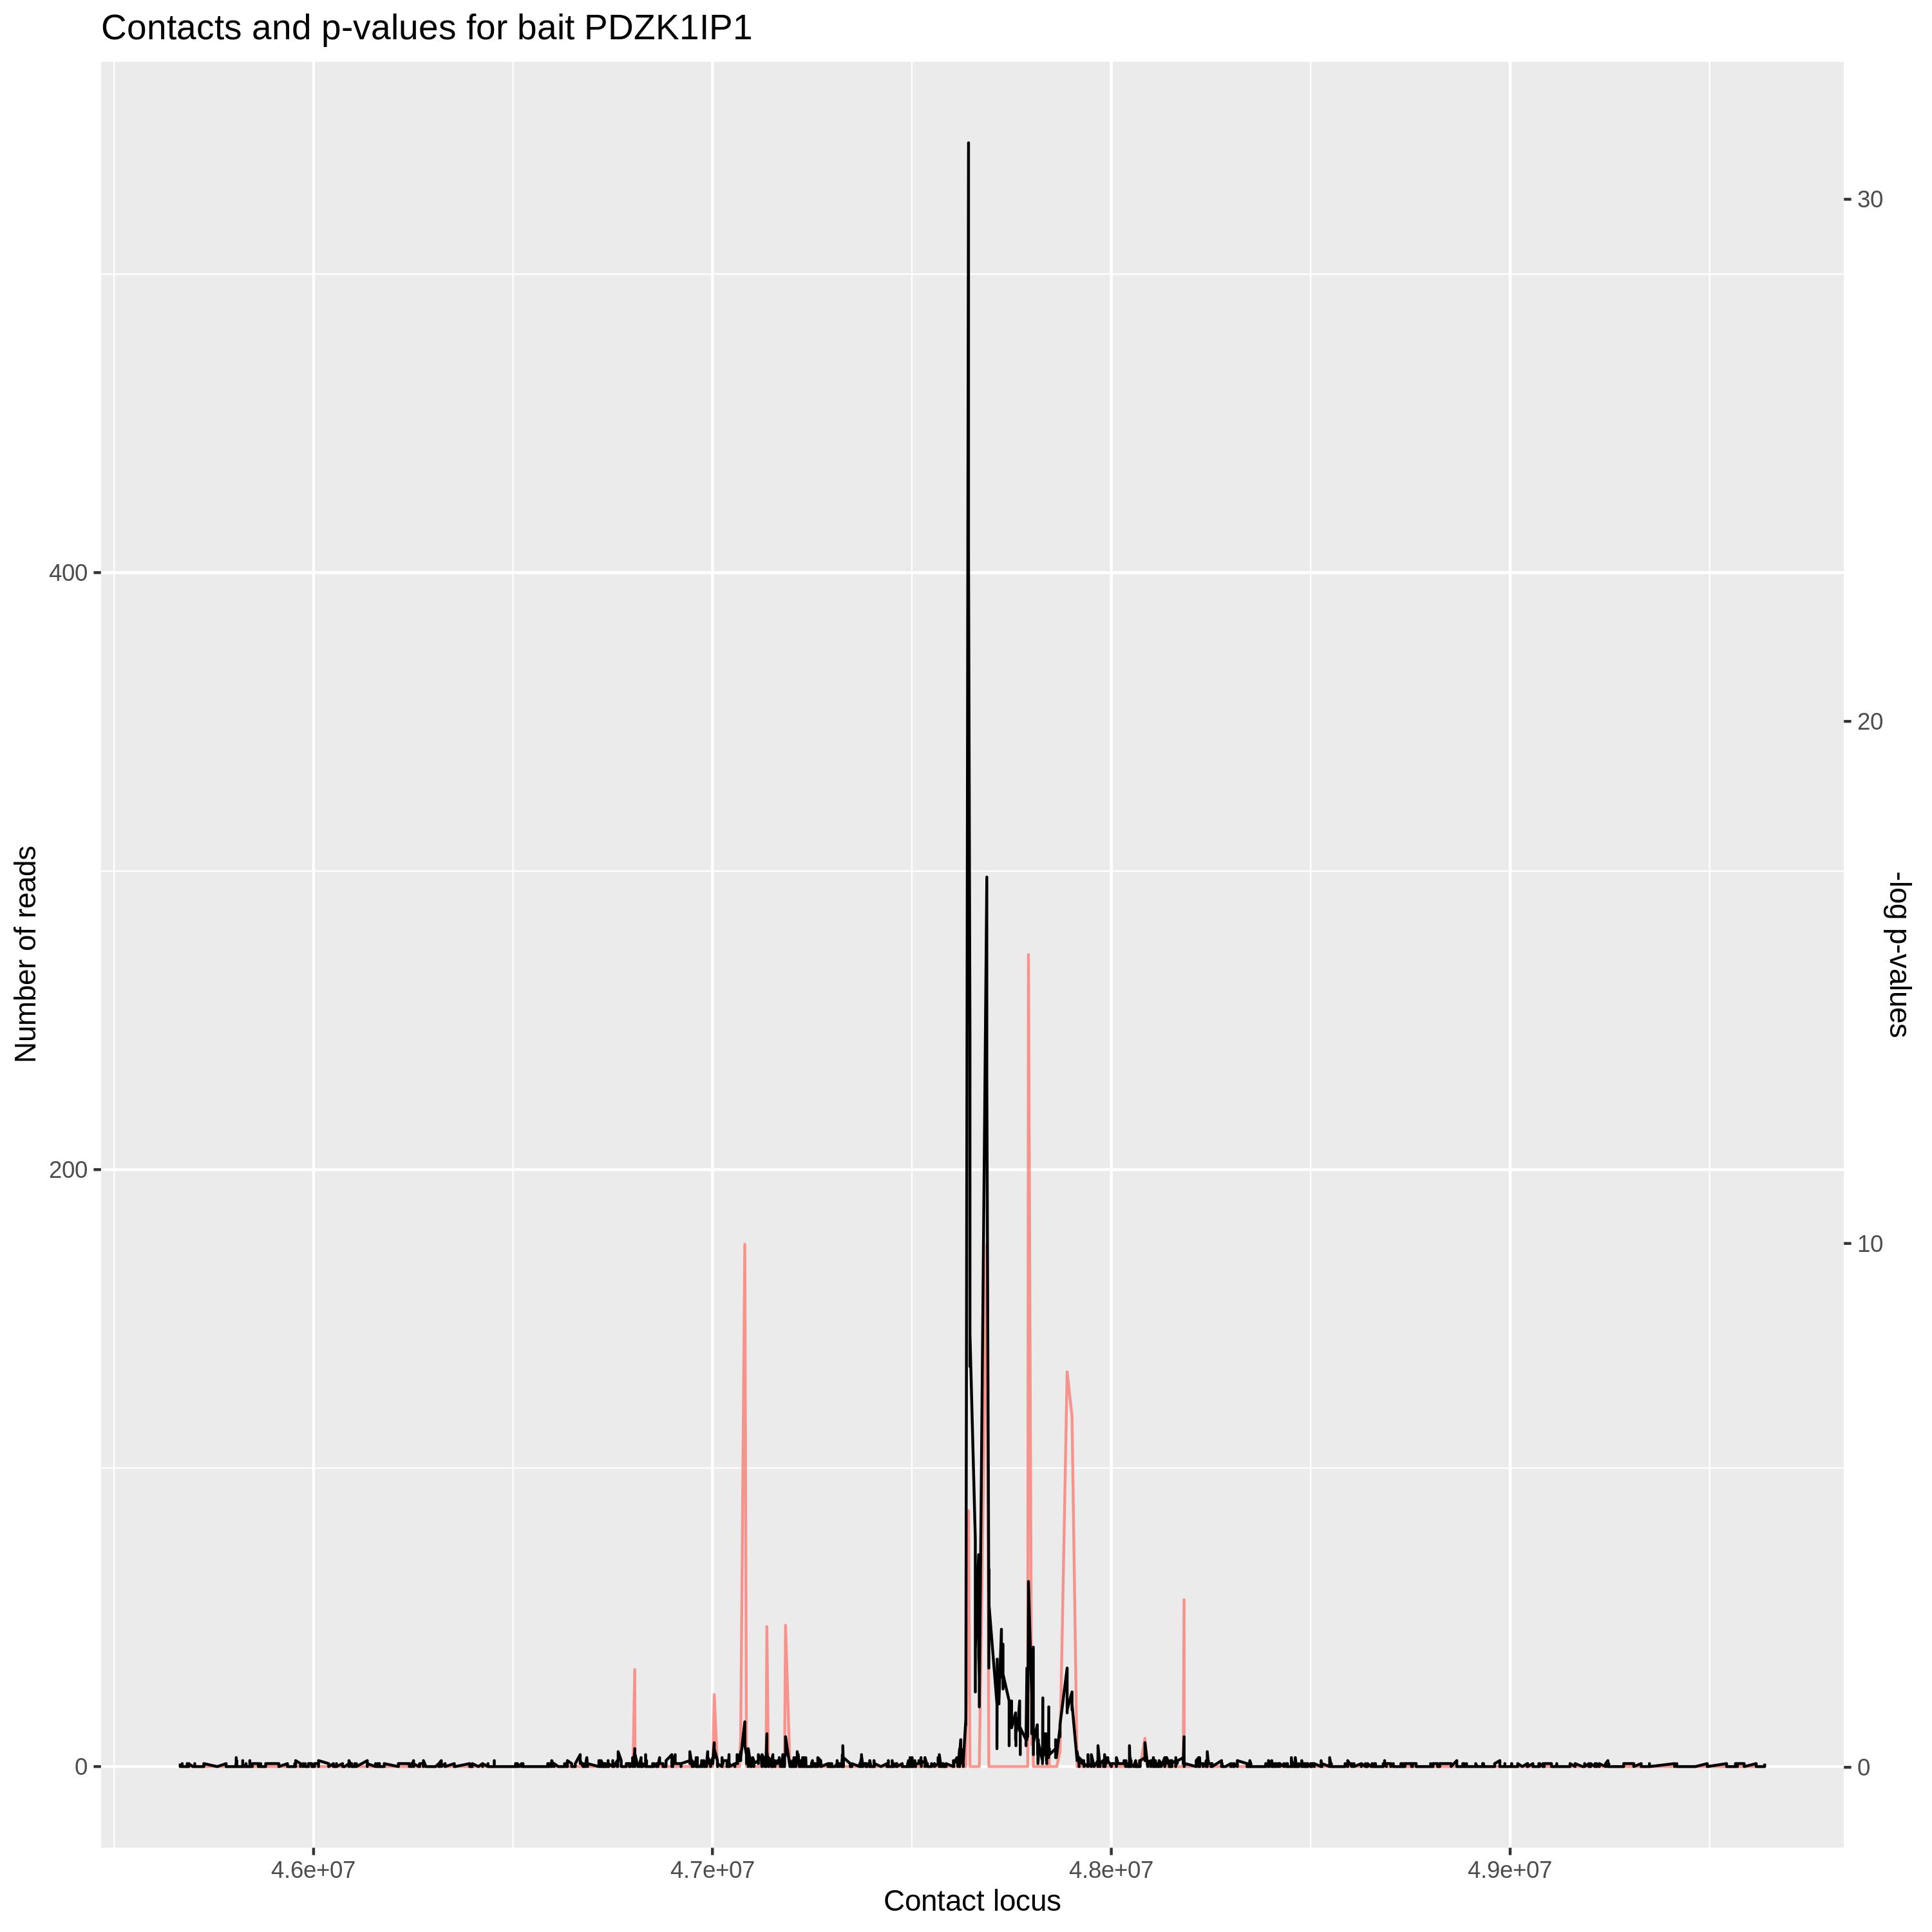 Contacts and p-values for bait PDZK1IP1
Number of reads
400
200
0
30
20
10
0
-log p-values
4.6e+07
4.7e+07
4.8e+07
4.9e+07
Contact locus